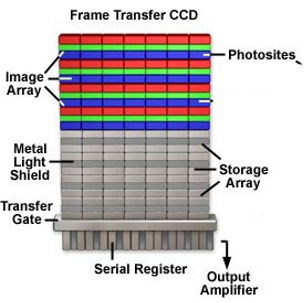 Frame Transfer CCD
Photosites
Image
Array
Metal
Light
Shield
Storage
Array
Transfer
Gate
Serial Register
Output
Amplifier